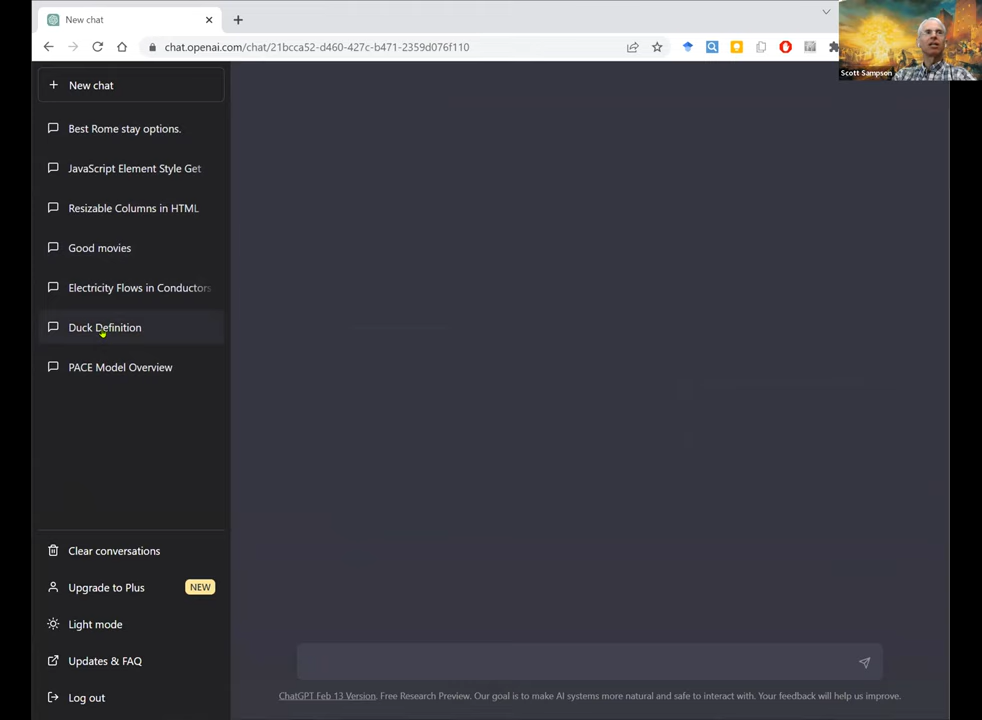 New chat
chat.openai.com/chat/21bcca52-d460-427c-b471-2359d076f110
Scott Sampson
New chat
Best Rome stay options.
JavaScript Element Style Get
Resizable Columns in HTML
Good movies
Electricity Flows in Conductors
Duck Definition
PACE Model Overview
Clear conversations
Upgrade to Plus NEW
Light mode
Updates & FAQ
Log out
ChatGPT Feb 13 Version. Free Research Preview. Our goal is to make AI systems more natural and safe to interact with. Your feedback will help us improve.